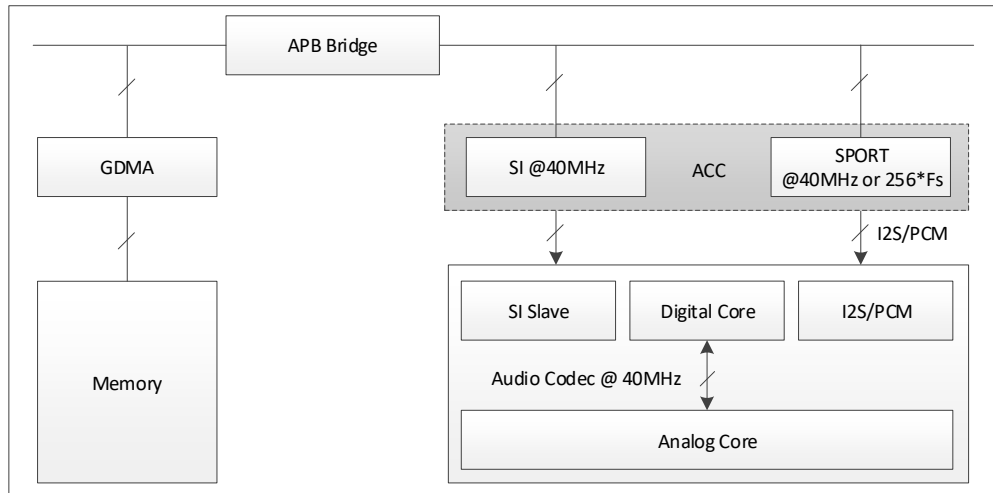 APB Bridge
GDMA
SI @40MHz
ACC
SPORT
@40MHz or 256*Fs
I2S/PCM
Memory
SI Slave
Digital Core
I2S/PCM
Audio Codec @ 40MHz
Analog Core